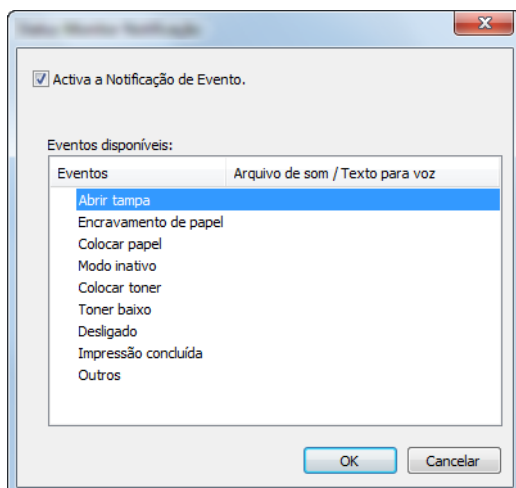 Activa a Notificação de Evento.
Eventos disponíveis:
Eventos Arquivo de som / Texto para voz
Abrir tampa
Encravamento de papel
Colocar papel
Modo inativo
Colocar toner
Toner baixo
Desligado
Impressão concluída
Outros
OK Cancelar